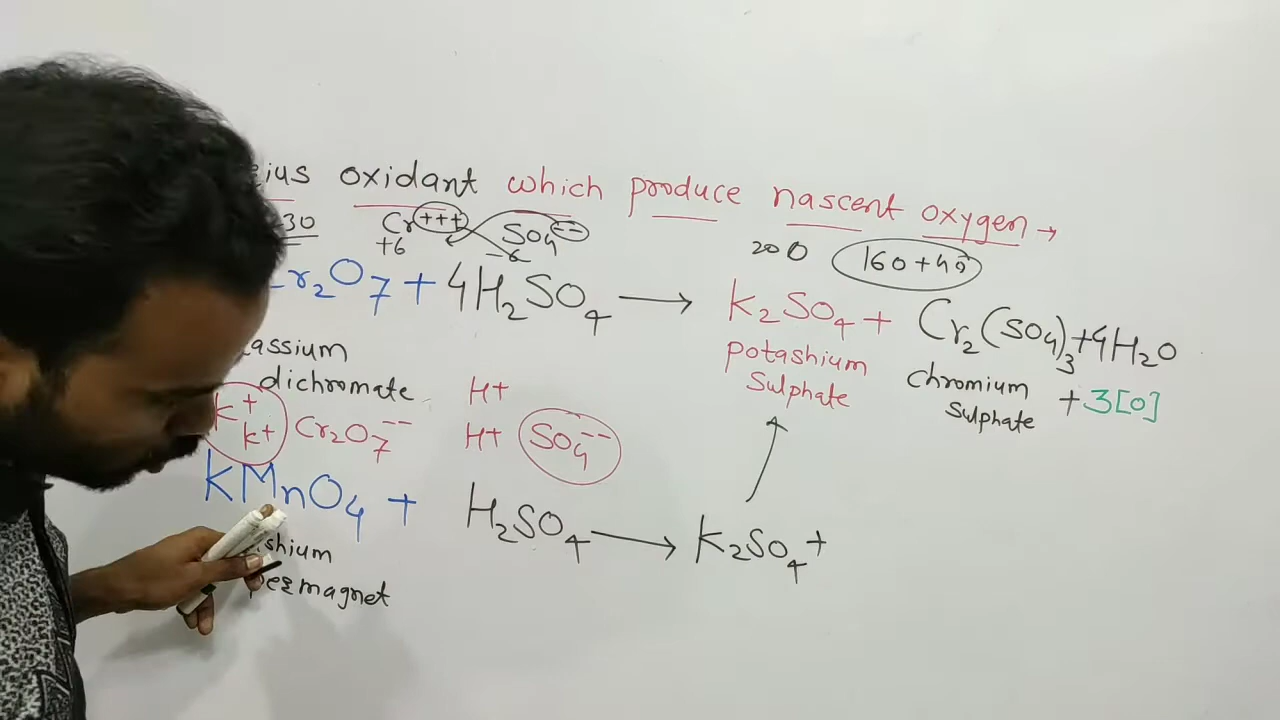 oxidant which produce nascent oxygen →
30 Cr +++ SO4 -- 200 160+40
+6 -6
r2O7 + 4H2SO4 → K2SO4 + Cr2(SO4)3 + 4H2O
assium potashium chromium + 3[O]
dichromate H+ Sulphate Sulphate
K+ K+ Cr2O7-- H+ SO4--
KMnO4 + H2SO4 → K2SO4 +
shium
permagnet